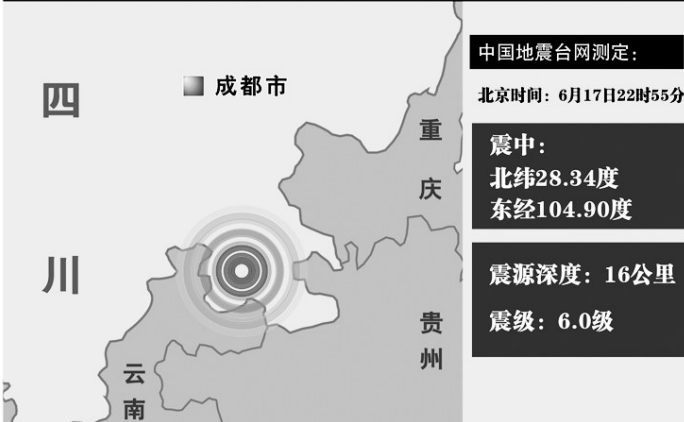 四川
成都市
重庆
贵州
云南
中国地震台网测定：
北京时间：6月17日22时55分
震中：
北纬28.34度
东经104.90度
震源深度：16公里
震级：6.0级